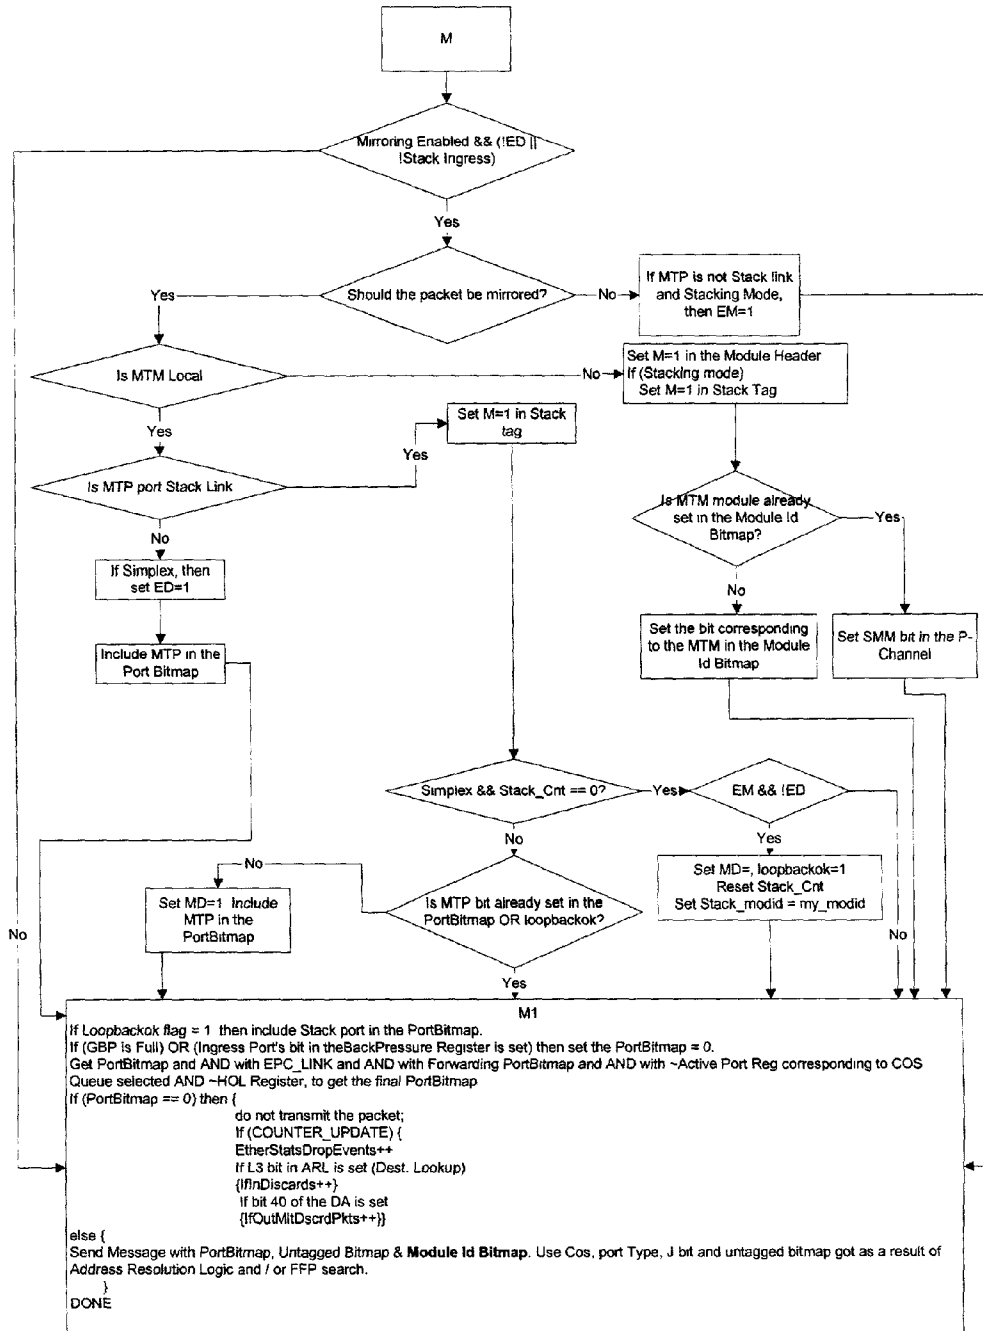 M
Mirroring Enabled && (!ED ||
!Stack Ingress)
Yes
Should the packet be mirrored?
Yes
No
If MTP is not Stack link
and Stacking Mode,
then EM=1
Is MTM Local
No
Set M=1 in the Module Header
If (Stacking mode)
Set M=1 in Stack Tag
Yes
Set M=1 in Stack
tag
Yes
Is MTP port Stack Link
Is MTM module already
set in the Module Id
Bitmap?
Yes
No
If Simplex, then
set ED=1
No
Include MTP in the
Port Bitmap
Set the bit corresponding
to the MTM in the Module
Id Bitmap
Set SMM bit in the P-
Channel
Simplex && Stack_Cnt == 0?
Yes
EM && !ED
No
Yes
No
Set MD=, loopbackok=1
Reset Stack_Cnt
Set Stack_modid = my_modid
Is MTP bit already set in the
PortBitmap OR loopbackok?
Set MD=1 Include
MTP in the
PortBitmap
No
No
Yes
M1
If Loopbackok flag = 1 then include Stack port in the PortBitmap.
If (GBP is Full) OR (Ingress Port's bit in theBackPressure Register is set) then set the PortBitmap = 0.
Get PortBitmap and AND with EPC_LINK and AND with Forwarding PortBitmap and AND with ~Active Port Reg corresponding to COS
Queue selected AND ~HOL Register, to get the final PortBitmap
If (PortBitmap == 0) then {
do not transmit the packet;
If (COUNTER_UPDATE) {
EtherStatsDropEvents++
If L3 bit in ARL is set (Dest. Lookup)
{IfInDiscards++}
If bit 40 of the DA is set
{IfOutMltDscrdPkts++}}
else {
Send Message with PortBitmap, Untagged Bitmap & Module Id Bitmap. Use Cos, port Type, J bit and untagged bitmap got as a result of
Address Resolution Logic and / or FFP search.
}
DONE